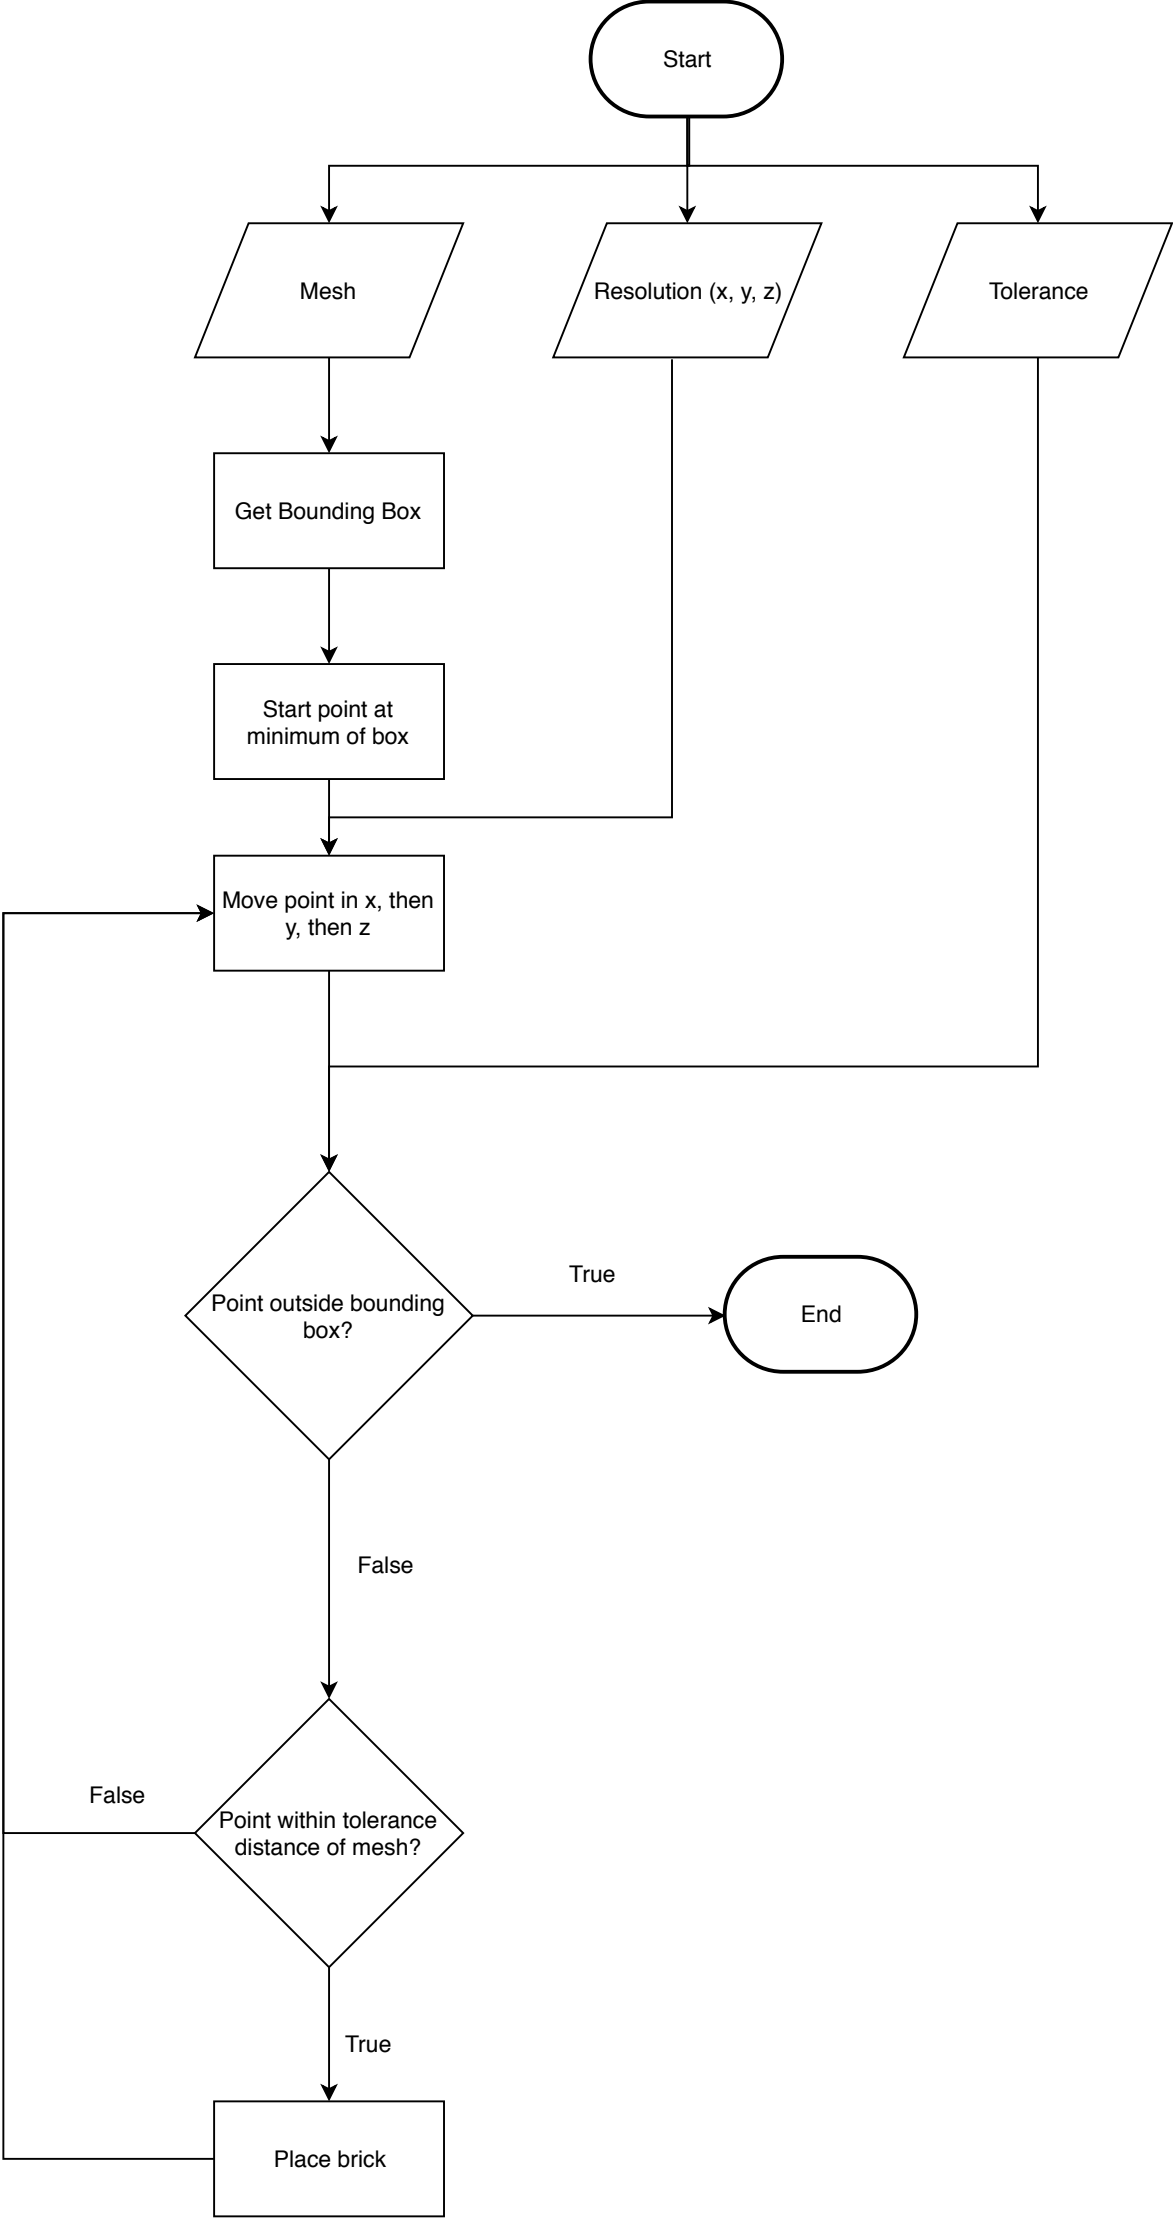 Start
Mesh
Resolution (x, y, z)
Tolerance
Get Bounding Box
Start point at
minimum of box
Move point in x, then
y, then z
Point outside bounding
box?
True
End
False
Point within tolerance
distance of mesh?
False
True
Place brick